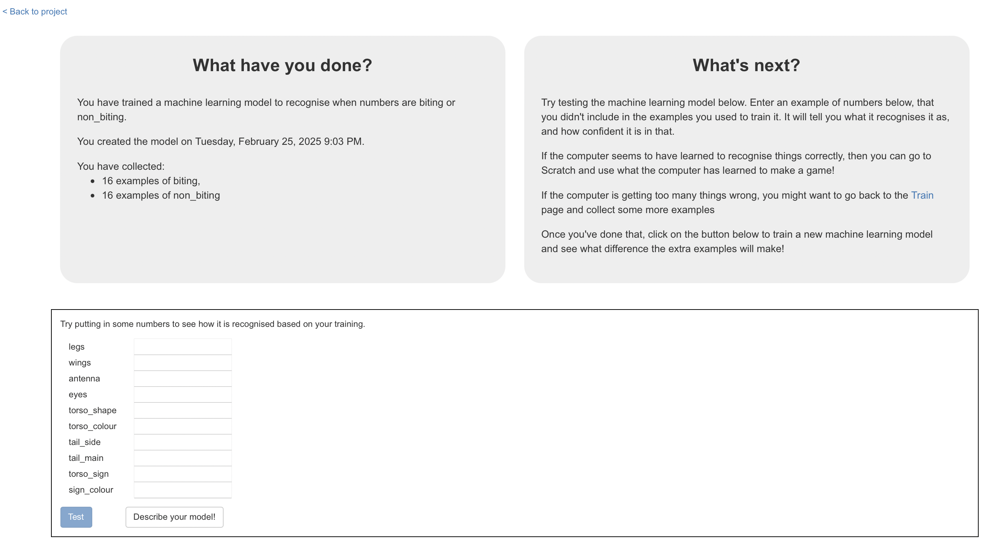 < Back to project
What have you done?
You have trained a machine learning model to recognise when numbers are biting or
non_biting.
You created the model on Tuesday, February 25, 2025 9:03 PM.
You have collected:
• 16 examples of biting,
• 16 examples of non_biting
What's next?
Try testing the machine learning model below. Enter an example of numbers below, that
you didn't include in the examples you used to train it. It will tell you what it recognises it as,
and how confident it is in that.
If the computer seems to have learned to recognise things correctly, then you can go to
Scratch and use what the computer has learned to make a game!
If the computer is getting too many things wrong, you might want to go back to the Train
page and collect some more examples
Once you've done that, click on the button below to train a new machine learning model
and see what difference the extra examples will make!
Try putting in some numbers to see how it is recognised based on your training.
legs
wings
antenna
eyes
torso_shape
torso_colour
tail_side
tail_main
torso_sign
sign_colour
Test
Describe your model!